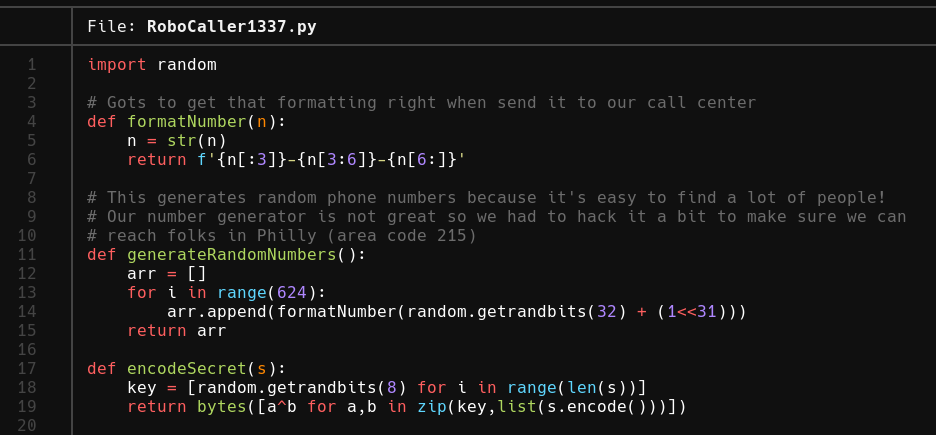 File: RoboCaller1337.py
1 import random
2
3 # Gots to get that formatting right when send it to our call center
4 def formatNumber(n):
5     n = str(n)
6     return f'{n[:3]}-{n[3:6]}-{n[6:]}'
7
8 # This generates random phone numbers because it's easy to find a lot of people!
9 # Our number generator is not great so we had to hack it a bit to make sure we can
10 # reach folks in Philly (area code 215)
11 def generateRandomNumbers():
12     arr = []
13     for i in range(624):
14         arr.append(formatNumber(random.getrandbits(32) + (1<<31)))
15     return arr
16
17 def encodeSecret(s):
18     key = [random.getrandbits(8) for i in range(len(s))]
19     return bytes([a^b for a,b in zip(key,list(s.encode()))])
20